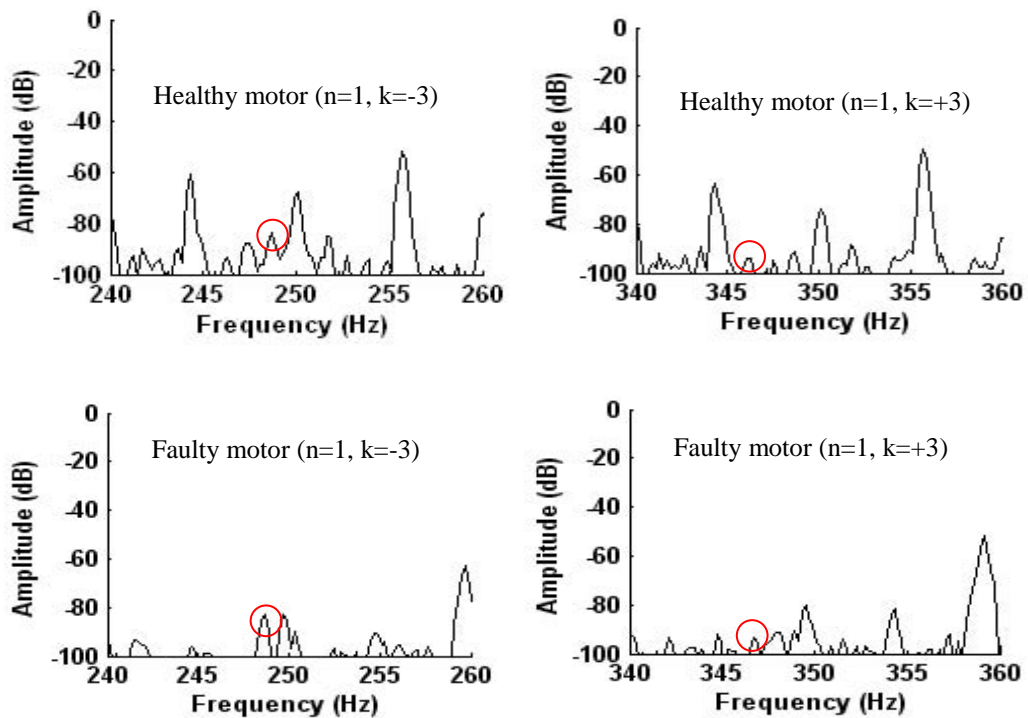 0
-20
-40
-60
-80
-100
Amplitude (dB)
Healthy motor (n=1, k=-3)
240 245 250 255 260
Frequency (Hz)
0
-20
-40
-60
-80
-100
Amplitude (dB)
Healthy motor (n=1, k=+3)
340 345 350 355 360
Frequency (Hz)
0
-20
-40
-60
-80
-100
Amplitude (dB)
Faulty motor (n=1, k=-3)
240 245 250 255 260
Frequency (Hz)
0
-20
-40
-60
-80
-100
Amplitude (dB)
Faulty motor (n=1, k=+3)
340 345 350 355 360
Frequency (Hz)